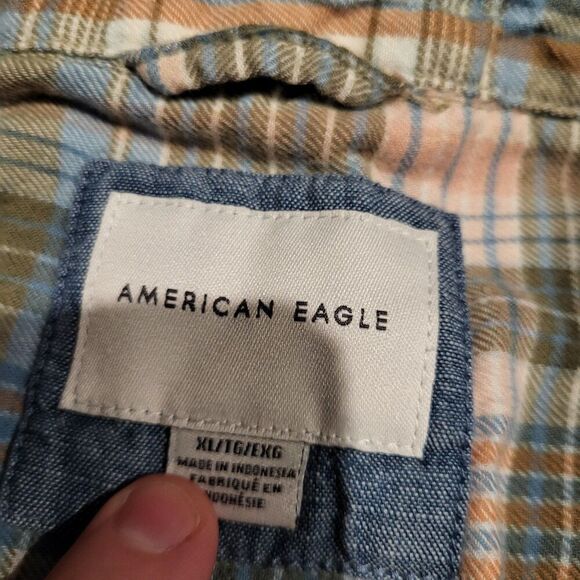 AMERICAN EAGLE
XL/TG/EXG
MADE IN INDONESIA
FABRIQUÉ EN
INDONÉSIE